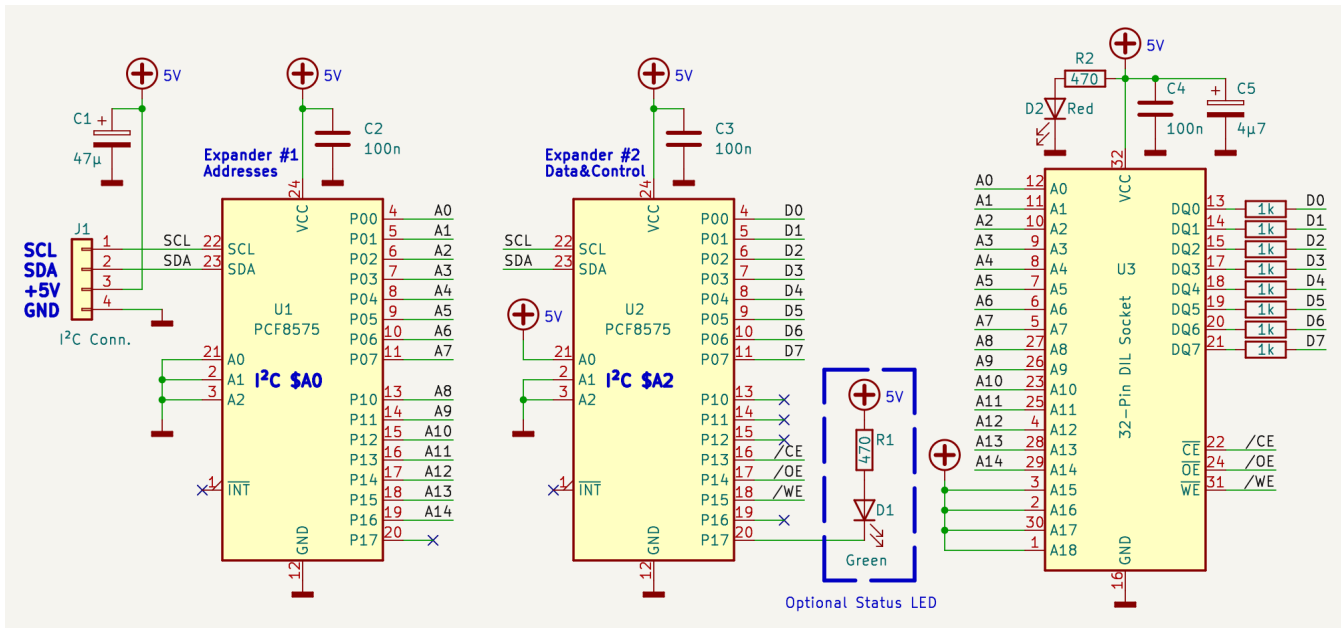 5V
C1
+
47µ
J1
SCL
SDA
+5V
GND
1
2
3
4
I²C Conn.
SCL
SDA
5V
C2
100n
Expander #1
Addresses
24
VCC
22 SCL
23 SDA
U1
PCF8575
21 A0
2 A1
3 A2
I²C $A0
1 INT
GND
12
P00 4 A0
P01 5 A1
P02 6 A2
P03 7 A3
P04 8 A4
P05 9 A5
P06 10 A6
P07 11 A7
P10 13 A8
P11 14 A9
P12 15 A10
P13 16 A11
P14 17 A12
P15 18 A13
P16 19 A14
P17 20
5V
C3
100n
Expander #2
Data&Control
24
VCC
SCL 22 SCL
SDA 23 SDA
U2
PCF8575
5V
21 A0
2 A1
3 A2
I²C $A2
1 INT
GND
12
P00 4 D0
P01 5 D1
P02 6 D2
P03 7 D3
P04 8 D4
P05 9 D5
P06 10 D6
P07 11 D7
P10 13
P11 14
P12 15
P13 16 /CE
P14 17 /OE
P15 18 /WE
P16 19
P17 20
5V
R1
470
D1
Green
Optional Status LED
5V
R2
470
D2 Red
C4
100n
+ C5
4µ7
32
VCC
U3
32-Pin DIL Socket
A0 12 A0
A1 11 A1
A2 10 A2
A3 9 A3
A4 8 A4
A5 7 A5
A6 6 A6
A7 5 A7
A8 27 A8
A9 26 A9
A10 23 A10
A11 25 A11
A12 4 A12
A13 28 A13
A14 29 A14
3 A15
2 A16
30 A17
1 A18
GND
16
DQ0 13 1k D0
DQ1 14 1k D1
DQ2 15 1k D2
DQ3 17 1k D3
DQ4 18 1k D4
DQ5 19 1k D5
DQ6 20 1k D6
DQ7 21 1k D7
CE 22 /CE
OE 24 /OE
WE 31 /WE